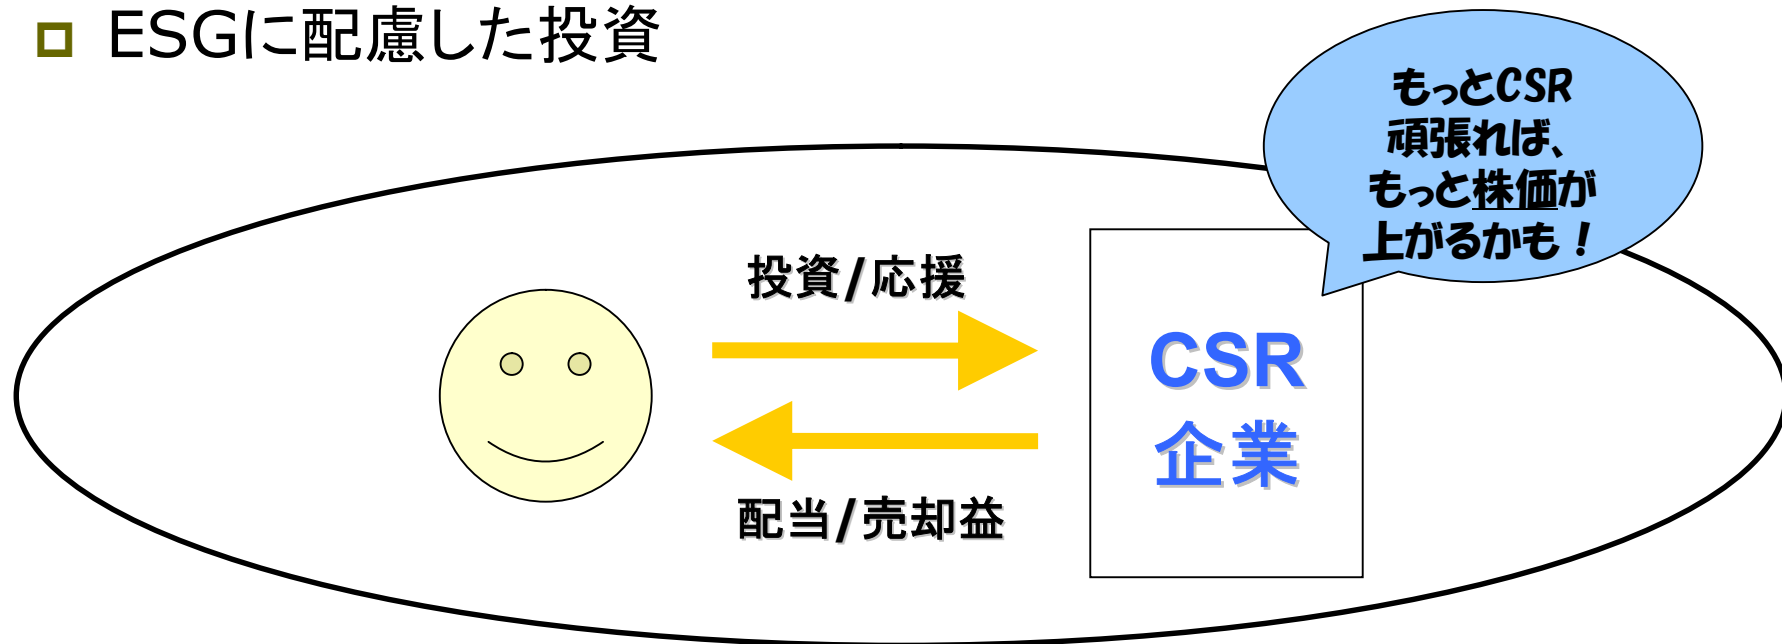 ESGに配慮した投資
もっとCSR
頑張れば、
もっと株価が
上がるかも！
投資/応援
CSR
企業
配当/売却益